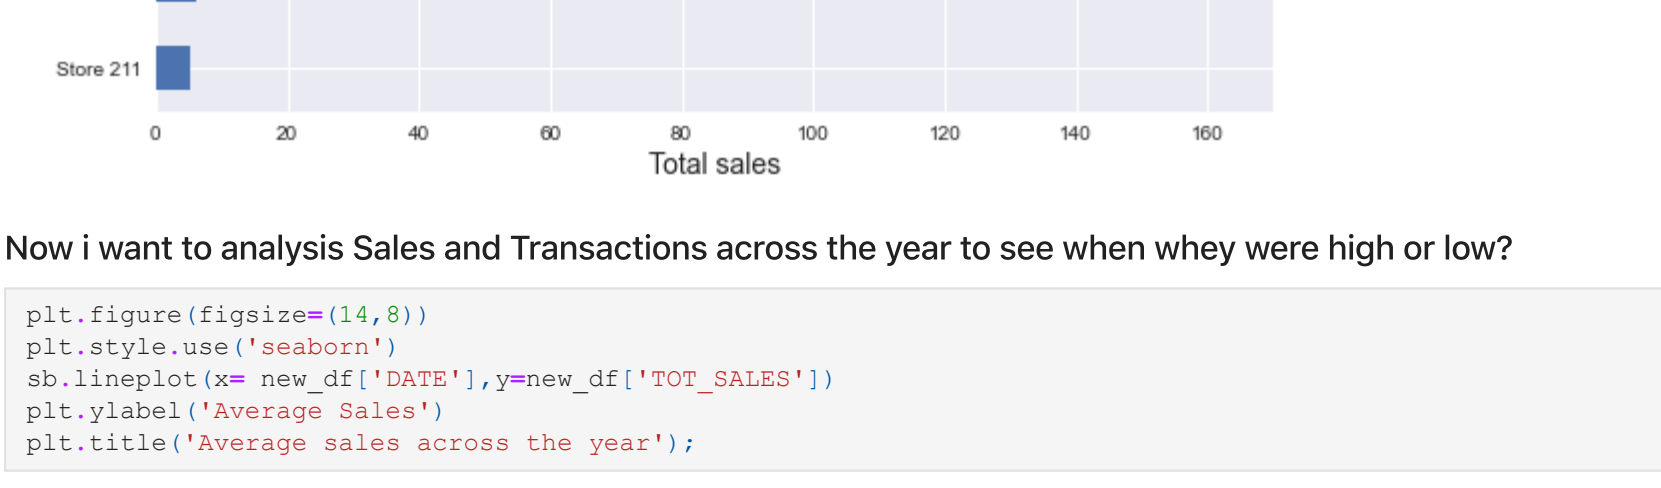 Store 211
0 20 40 60 80 100 120 140 160
Total sales
Now i want to analysis Sales and Transactions across the year to see when whey were high or low?
plt.figure(figsize=(14,8))
plt.style.use('seaborn')
sb.lineplot(x= new_df['DATE'],y=new_df['TOT_SALES'])
plt.ylabel('Average Sales')
plt.title('Average sales across the year');